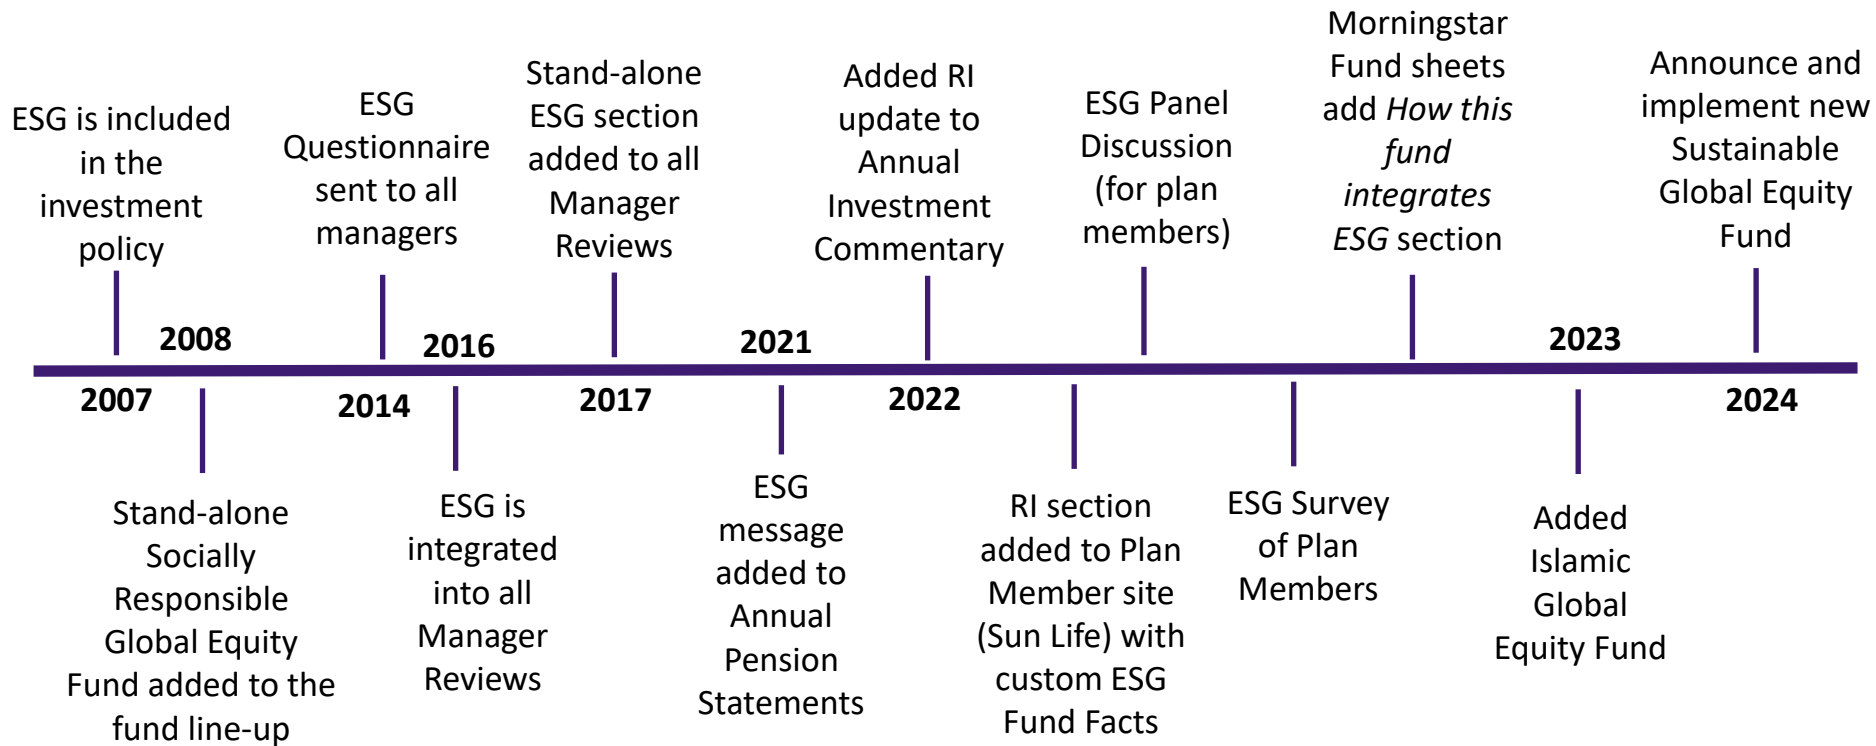 ESG is included
in the
investment
policy
ESG
Questionnaire
sent to all
managers
Stand-alone
ESG section
added to all
Manager
Reviews
Added RI
update to
Annual
Investment
Commentary
ESG Panel
Discussion
(for plan
members)
Morningstar
Fund sheets
add How this
fund
integrates
ESG section
Announce and
implement new
Sustainable
Global Equity
Fund
2008
2016
2021
2023
2007
2014
2017
2022
2024
Stand-alone
Socially
Responsible
Global Equity
Fund added to the
fund line-up
ESG is
integrated
into all
Manager
Reviews
ESG
message
added to
Annual
Pension
Statements
RI section
added to Plan
Member site
(Sun Life) with
custom ESG
Fund Facts
ESG Survey
of Plan
Members
Added
Islamic
Global
Equity Fund